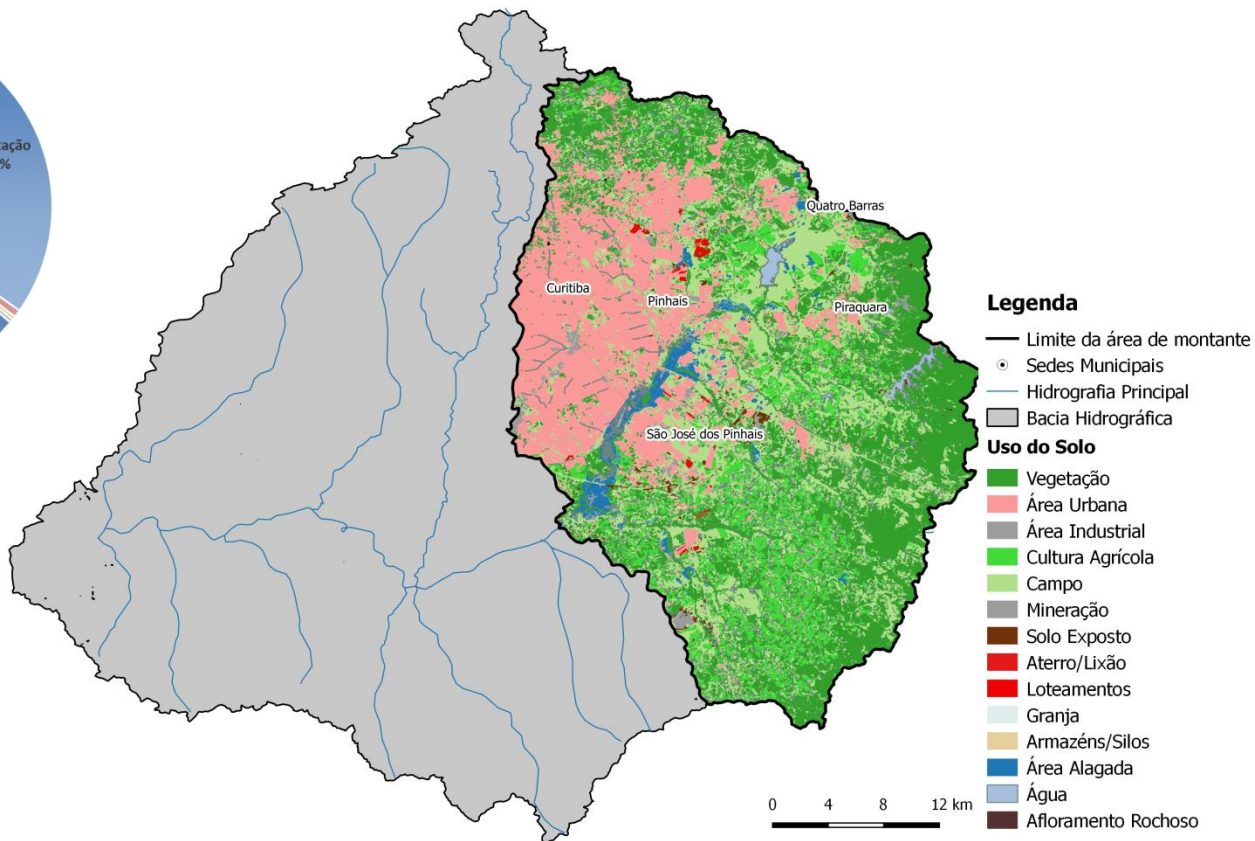 %
Quatro Barras
Curitiba
Pinhais
Piraquara
São José dos Pinhais
Legenda
Limite da área de montante
Sedes Municipais
Hidrografia Principal
Bacia Hidrográfica
Uso do Solo
Vegetação
Área Urbana
Área Industrial
Cultura Agrícola
Campo
Mineração
Solo Exposto
Aterro/Lixão
Loteamentos
Granja
Armazéns/Silos
Área Alagada
Água
Afloramento Rochoso
0 4 8 12 km